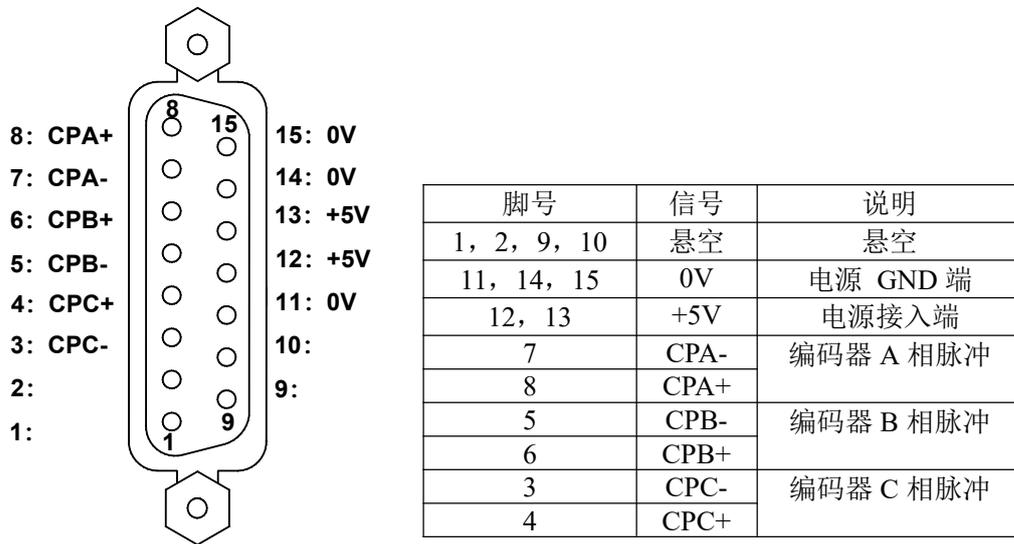 8
15
8：CPA+
15：0V
7：CPA-
14：0V
6：CPB+
13：+5V
5：CPB-
12：+5V
4：CPC+
11：0V
3：CPC-
10：
2：
9：
1：
9
1
脚号 信号 说明
1，2，9，10 悬空 悬空
11，14，15 0V 电源 GND 端
12，13 +5V 电源接入端
7 CPA- 编码器 A 相脉冲
8 CPA+
5 CPB- 编码器 B 相脉冲
6 CPB+
3 CPC- 编码器 C 相脉冲
4 CPC+